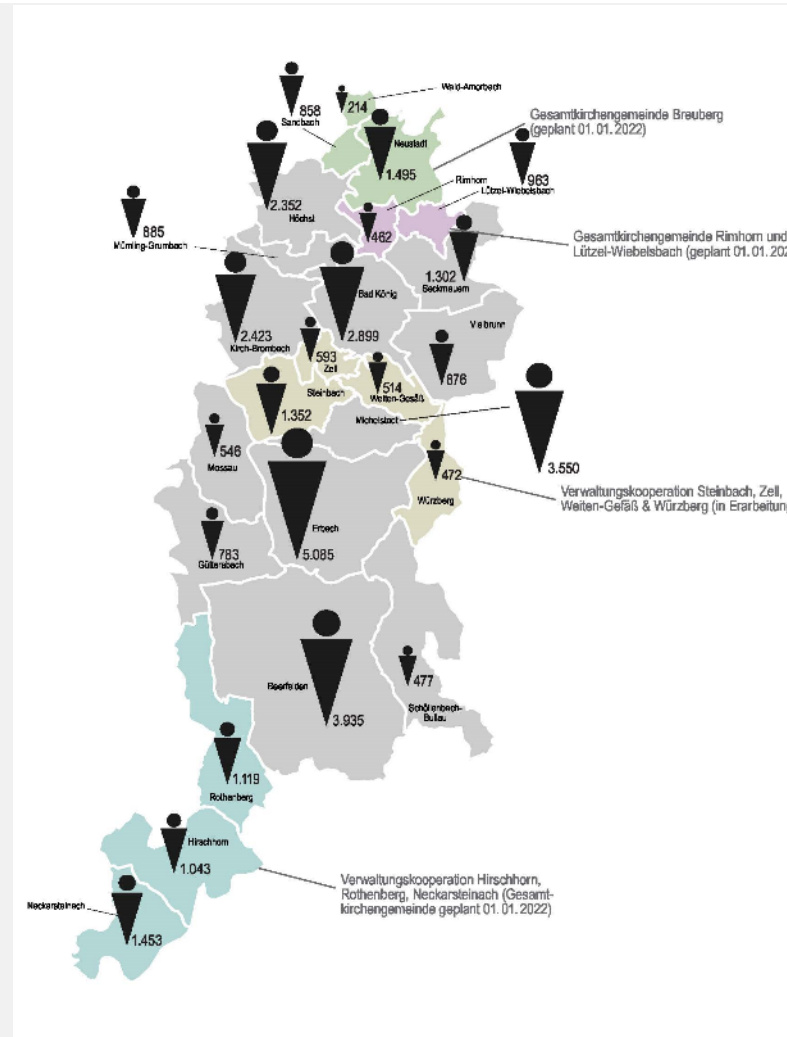 Wald-Amorbach
858
214
Sandbach
Gesamtkirchengemeinde Breuberg
(geplant 01.01.2022)
Neustadt
1.495
Rimhorn
963
Lützel-Wiebelsbach
2.352
Höchst
885
462
Mümling-Grumbach
Gesamtkirchengemeinde Rimhorn und
Lützel-Wiebelsbach (geplant 01.01.202
1.302
Seckmauern
Bad König
2.423
Kirch-Brombach
2.899
Vielbrunn
593
Zell
876
514
Weiten-Gesäß
Steinbach
1.352
Michelstadt
3.550
546
Mossau
472
Würzberg
Verwaltungskooperation Steinbach, Zell,
Weiten-Gesäß & Würzberg (in Erarbeitung
Erbach
5.085
783
Güttersbach
Beerfelden
3.935
477
Schöllenbach-
Bullau
1.119
Rothenberg
Hirschhorn
1.043
Verwaltungskooperation Hirschhorn,
Rothenberg, Neckarsteinach (Gesamt-
kirchengemeinde geplant 01.01.2022)
Neckarsteinach
1.453